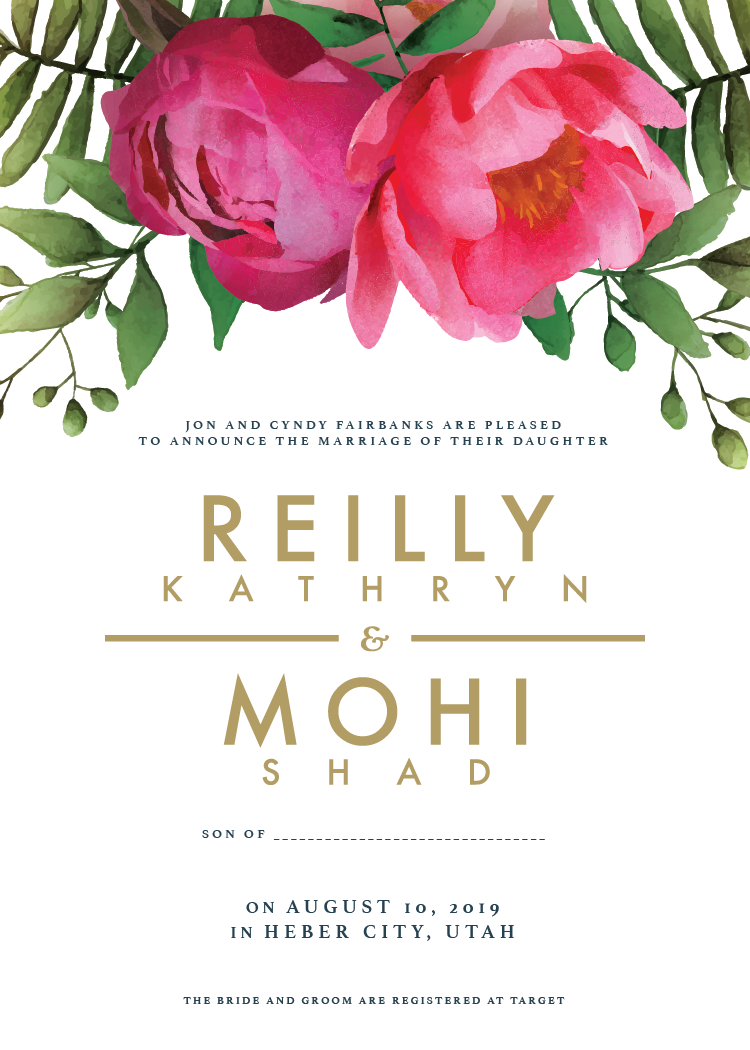 JON AND CYNDY FAIRBANKS ARE PLEASED
TO ANNOUNCE THE MARRIAGE OF THEIR DAUGHTER
REILLY
KATHRYN
&
MOHI
SHAD
SON OF _______________________________
ON AUGUST 10, 2019
IN HEBER CITY, UTAH
THE BRIDE AND GROOM ARE REGISTERED AT TARGET